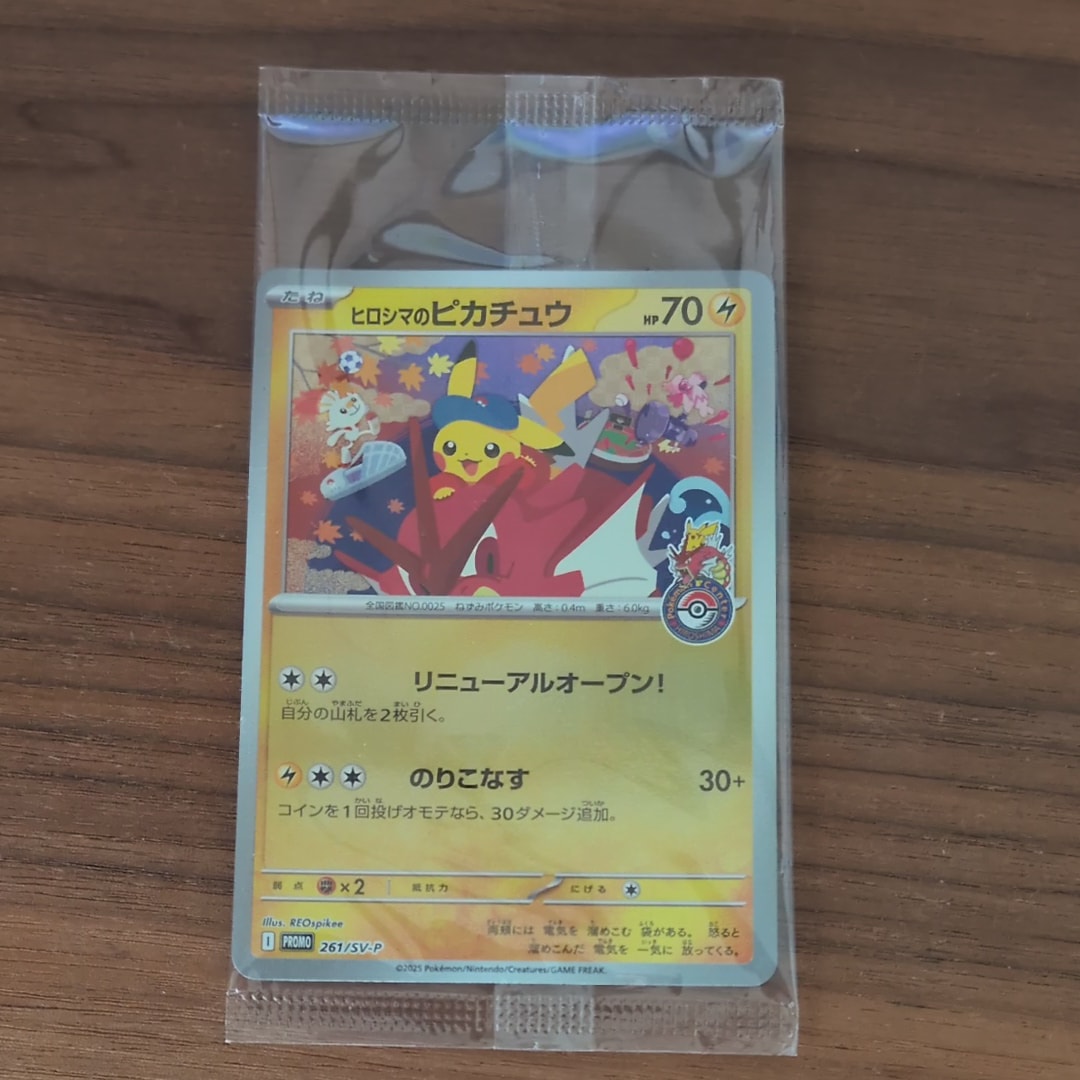 たね
ヒロシマのピカチュウ HP 70
全国図鑑NO.0025 ねずみポケモン 高さ:0.4m 重さ:6.0kg
Pokémon Center
HIROSHIMA
リニューアルオープン!
自分の山札を2枚引く。
のりこなす 30+
コインを1回投げオモテなら、30ダメージ追加。
弱点 ×2 抵抗力 にげる
Illus. REOspikee
I PROMO 261/SV-P
両頬には 電気を 溜めこむ 袋がある。 怒ると
溜めこんだ 電気を 一気に 放ってくる。
©2025 Pokémon/Nintendo/Creatures/GAME FREAK.